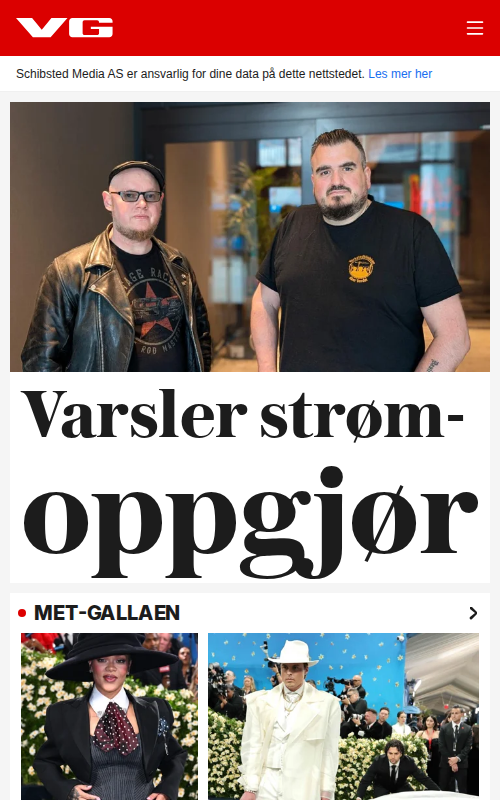 VG
Schibsted Media AS er ansvarlig for dine data på dette nettstedet. Les mer her
Varsler strøm-
oppgjør
MET-GALLAEN